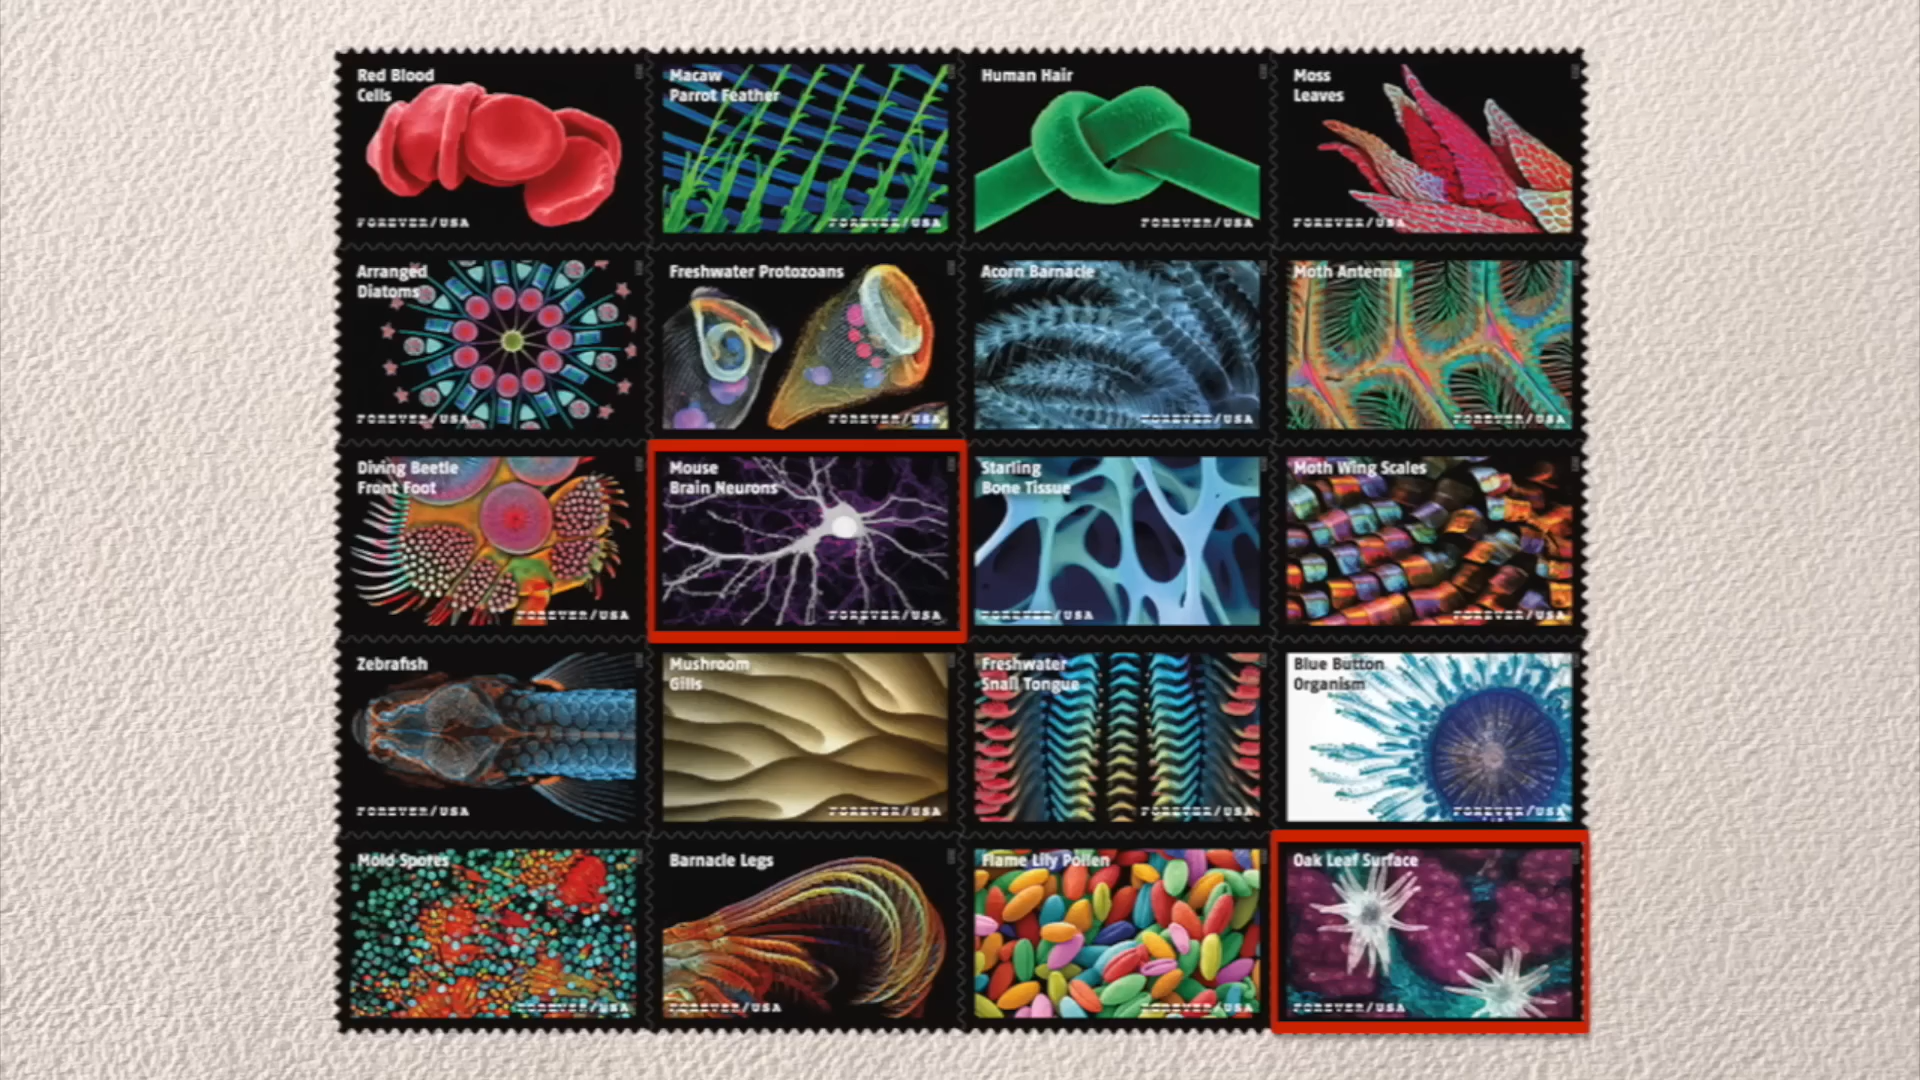 Red Blood
Cells
FOREVER/USA
Macaw
Parrot Feather
FOREVER/USA
Human Hair
FOREVER/USA
Moss
Leaves
FOREVER/USA
Arranged
Diatoms
FOREVER/USA
Freshwater Protozoans
FOREVER/USA
Acorn Barnacle
FOREVER/USA
Moth Antenna
FOREVER/USA
Diving Beetle
Front Foot
FOREVER/USA
Mouse
Brain Neurons
FOREVER/USA
Starling
Bone Tissue
FOREVER/USA
Moth Wing Scales
FOREVER/USA
Zebrafish
FOREVER/USA
Mushroom
Gills
FOREVER/USA
Freshwater
Snail Tongue
FOREVER/USA
Blue Button
Organism
FOREVER/USA
Mold Spores
FOREVER/USA
Barnacle Legs
FOREVER/USA
Flame Lily Pollen
FOREVER/USA
Oak Leaf Surface
FOREVER/USA